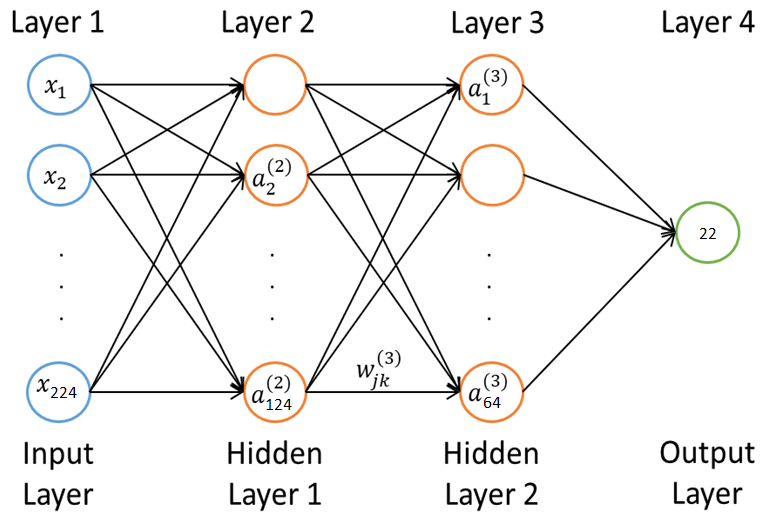 Layer 1 Layer 2 Layer 3 Layer 4
x₁ a₁⁽³⁾
x₂ a₂⁽²⁾
22
. . .
. . .
. . .
w_jk⁽³⁾
x₂₂₄ a₁₂₄⁽²⁾ a₆₄⁽³⁾
Input Hidden Hidden Output
Layer Layer 1 Layer 2 Layer